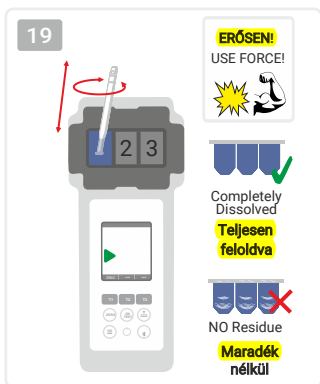 19
ERŐSEN!
USE FORCE!
2 3
Completely
Dissolved
Teljesen
feloldva
NO Residue
Maradék
nélkül